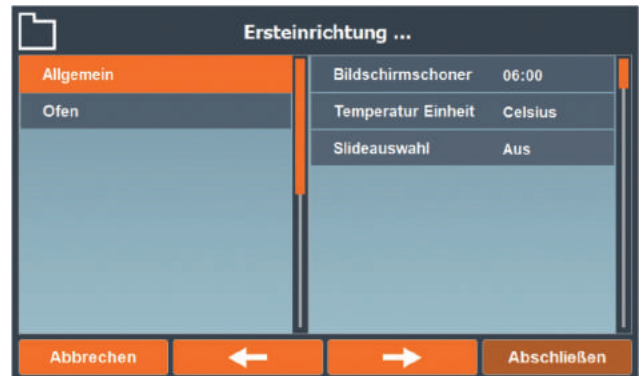 Ersteinrichtung ...
Allgemein
Ofen
Bildschirmschoner 06:00
Temperatur Einheit Celsius
Slideauswahl Aus
Abbrechen
Abschließen